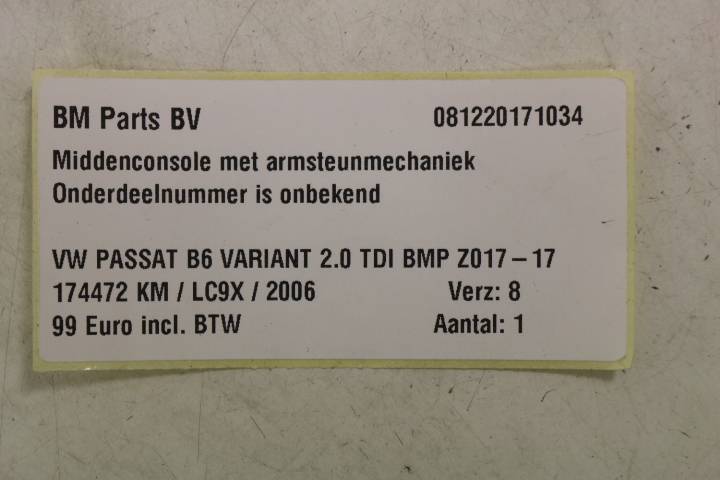 BM Parts BV 081220171034
Middenconsole met armsteunmechaniek
Onderdeelnummer is onbekend
VW PASSAT B6 VARIANT 2.0 TDI BMP Z017-17
174472 KM / LC9X / 2006 Verz: 8
99 Euro incl. BTW Aantal: 1